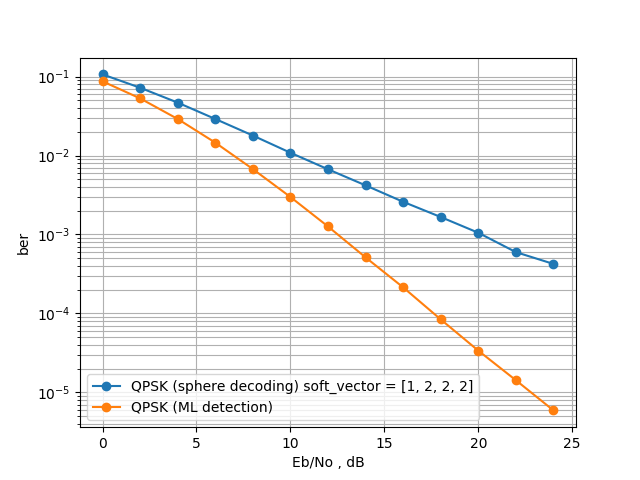 10⁻¹
10⁻²
10⁻³
10⁻⁴
10⁻⁵
ber
QPSK (sphere decoding) soft_vector = [1, 2, 2, 2]
QPSK (ML detection)
0 5 10 15 20 25
Eb/No , dB